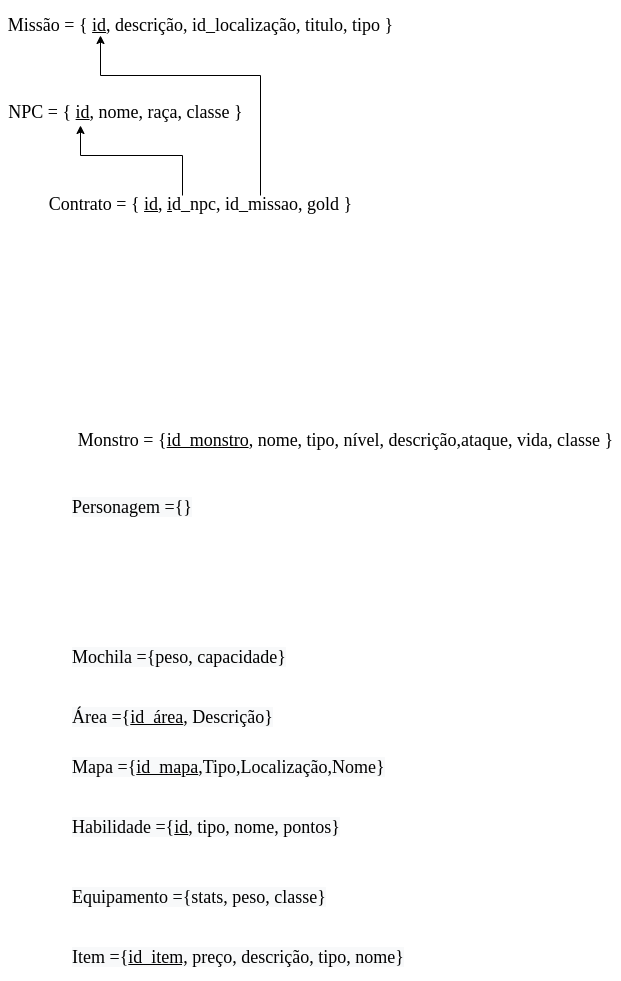 Missão = { id, descrição, id_localização, titulo, tipo }
NPC = { id, nome, raça, classe }
Contrato = { id, id_npc, id_missao, gold }
Monstro = {id_monstro, nome, tipo, nível, descrição,ataque, vida, classe }
Personagem ={}
Mochila ={peso, capacidade}
Área ={id_área, Descrição}
Mapa ={id_mapa,Tipo,Localização,Nome}
Habilidade ={id, tipo, nome, pontos}
Equipamento ={stats, peso, classe}
Item ={id_item, preço, descrição, tipo, nome}